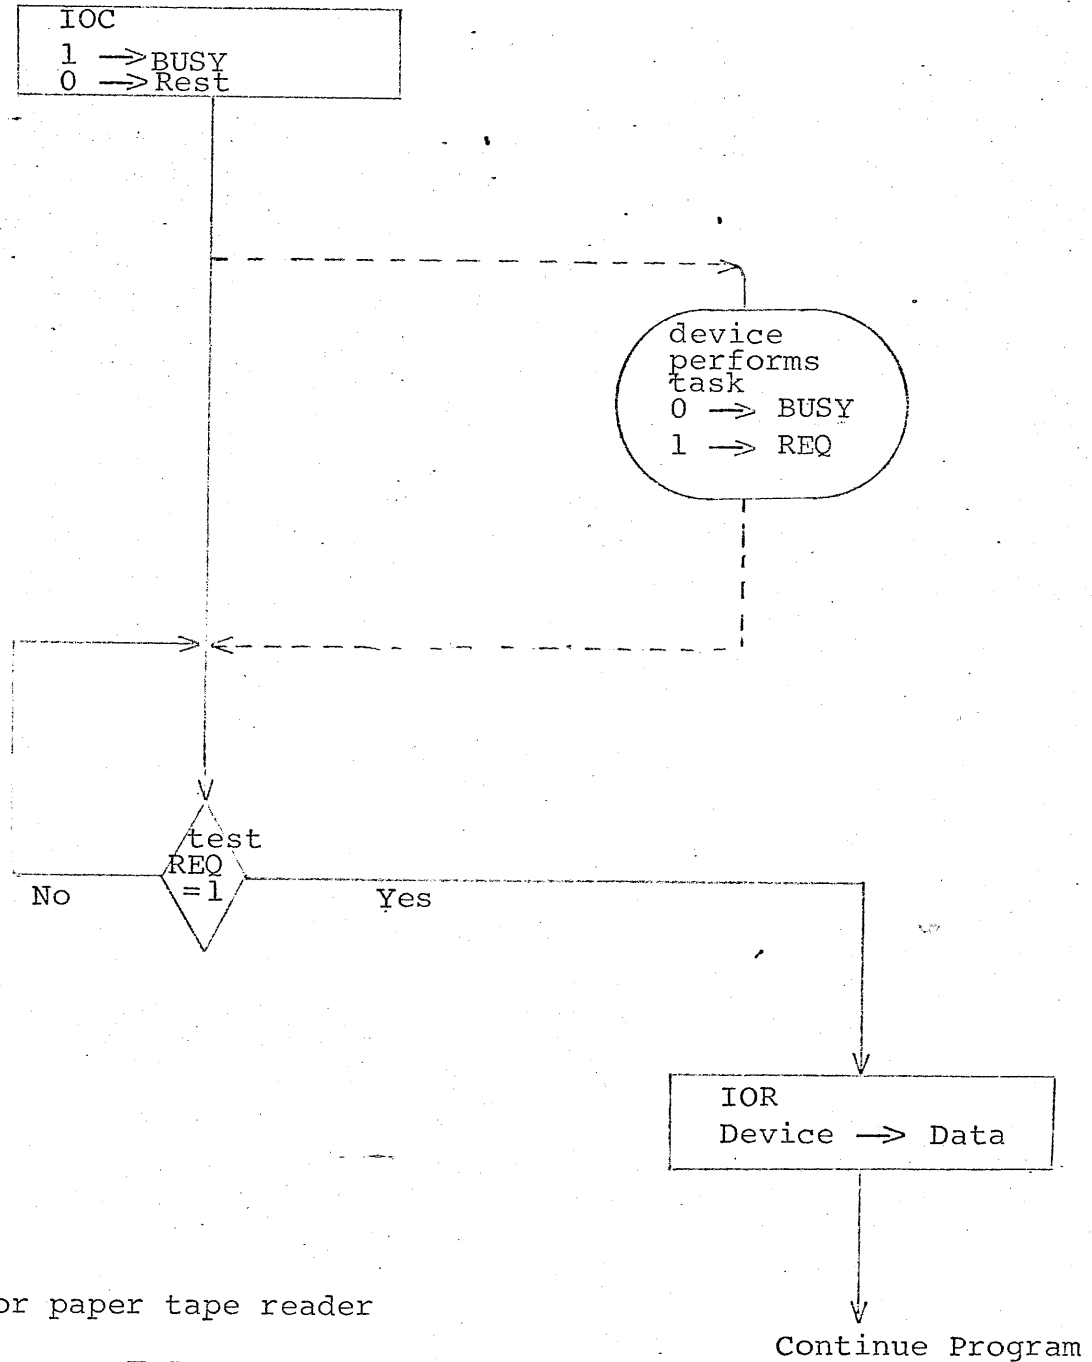 IOC
1 —> BUSY
0 —> Rest
device
performs
task
0 —> BUSY
1 —> REQ
test
REQ
=1
No
Yes
IOR
Device —> Data
or paper tape reader
Continue Program